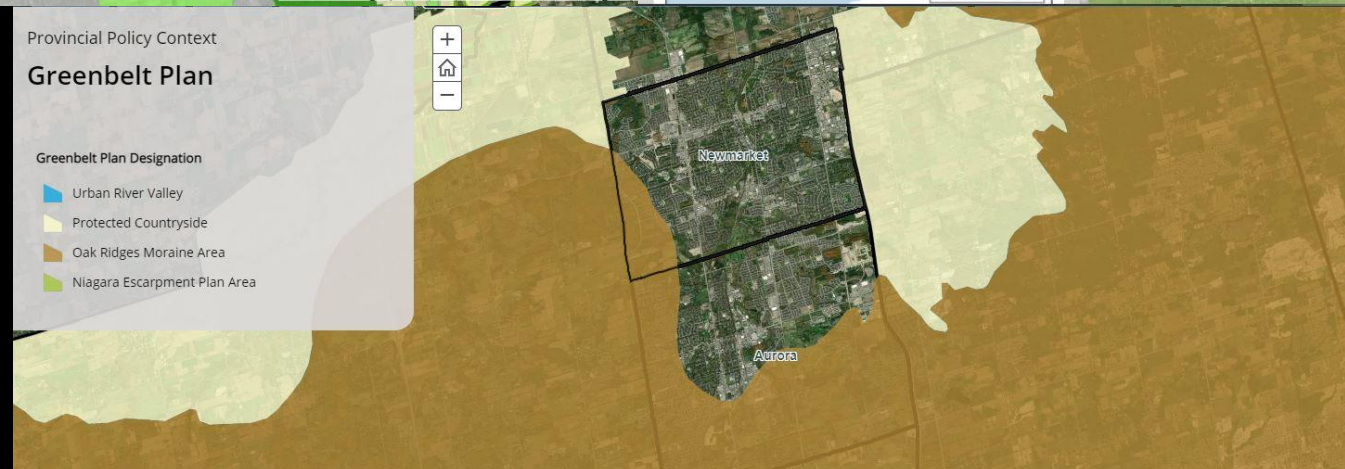 Provincial Policy Context
Greenbelt Plan
Greenbelt Plan Designation
Urban River Valley
Protected Countryside
Oak Ridges Moraine Area
Niagara Escarpment Plan Area
+
−
Newmarket
Aurora